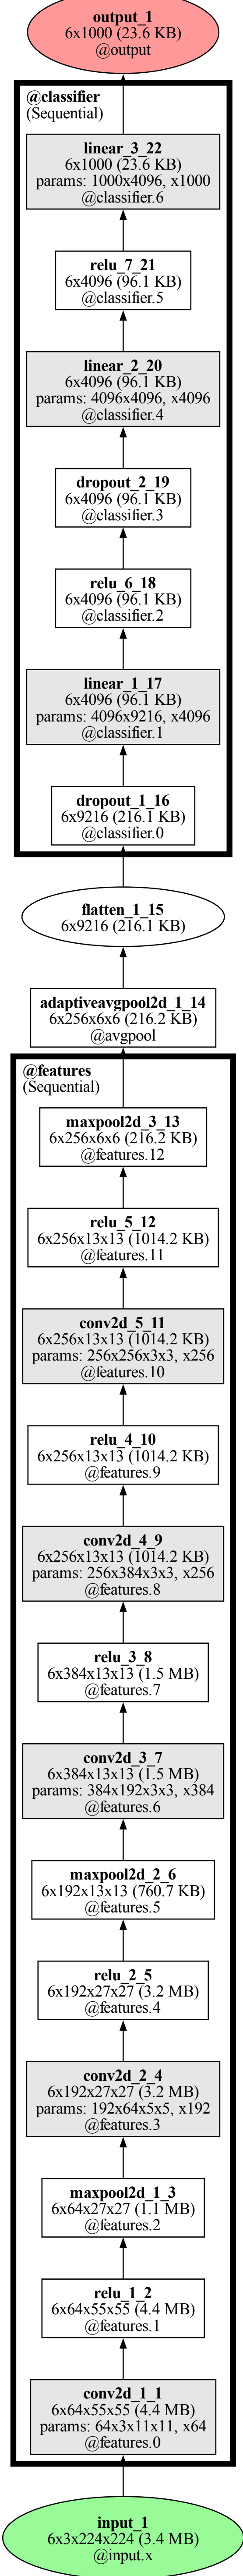 output_1
6x1000 (23.6 KB)
@output
@classifier
(Sequential)
linear_3_22
6x1000 (23.6 KB)
params: 1000x4096, x1000
@classifier.6
relu_7_21
6x4096 (96.1 KB)
@classifier.5
linear_2_20
6x4096 (96.1 KB)
params: 4096x4096, x4096
@classifier.4
dropout_2_19
6x4096 (96.1 KB)
@classifier.3
relu_6_18
6x4096 (96.1 KB)
@classifier.2
linear_1_17
6x4096 (96.1 KB)
params: 4096x9216, x4096
@classifier.1
dropout_1_16
6x9216 (216.1 KB)
@classifier.0
flatten_1_15
6x9216 (216.1 KB)
adaptiveavgpool2d_1_14
6x256x6x6 (216.2 KB)
@avgpool
@features
(Sequential)
maxpool2d_3_13
6x256x6x6 (216.2 KB)
@features.12
relu_5_12
6x256x13x13 (1014.2 KB)
@features.11
conv2d_5_11
6x256x13x13 (1014.2 KB)
params: 256x256x3x3, x256
@features.10
relu_4_10
6x256x13x13 (1014.2 KB)
@features.9
conv2d_4_9
6x256x13x13 (1014.2 KB)
params: 256x384x3x3, x256
@features.8
relu_3_8
6x384x13x13 (1.5 MB)
@features.7
conv2d_3_7
6x384x13x13 (1.5 MB)
params: 384x192x3x3, x384
@features.6
maxpool2d_2_6
6x192x13x13 (760.7 KB)
@features.5
relu_2_5
6x192x27x27 (3.2 MB)
@features.4
conv2d_2_4
6x192x27x27 (3.2 MB)
params: 192x64x5x5, x192
@features.3
maxpool2d_1_3
6x64x27x27 (1.1 MB)
@features.2
relu_1_2
6x64x55x55 (4.4 MB)
@features.1
conv2d_1_1
6x64x55x55 (4.4 MB)
params: 64x3x11x11, x64
@features.0
input_1
6x3x224x224 (3.4 MB)
@input.x